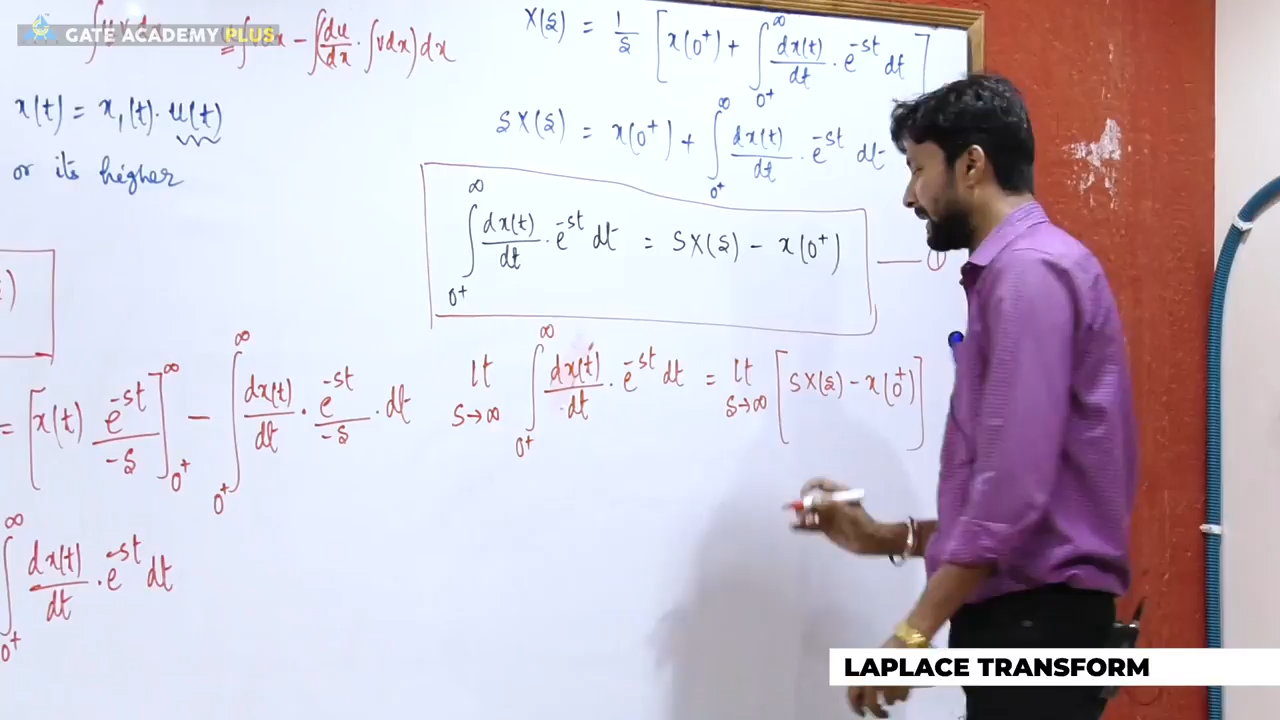 GATE ACADEMY PLUS
= ∫ dx − ∫(du/dx · ∫v dx) dx
x(t) = x₁(t) · u(t)
or its higher
X(s) = 1/s [x(0⁺) + ∫₀₊^∞ dx(t)/dt · e^−st dt]
sX(s) = x(0⁺) + ∫₀₊^∞ dx(t)/dt · e^−st dt
∫₀₊^∞ dx(t)/dt · e^−st dt = sX(s) − x(0⁺) — ①
= [x(t) e^−st/−s]₀₊^∞ − ∫₀₊^∞ dx(t)/dt · e^−st/−s · dt
∫₀₊^∞ dx(t)/dt · e^−st dt
lt s→∞ ∫₀₊^∞ dx(t)/dt · e^−st dt = lt s→∞ [sX(s) − x(0⁺)]
LAPLACE TRANSFORM